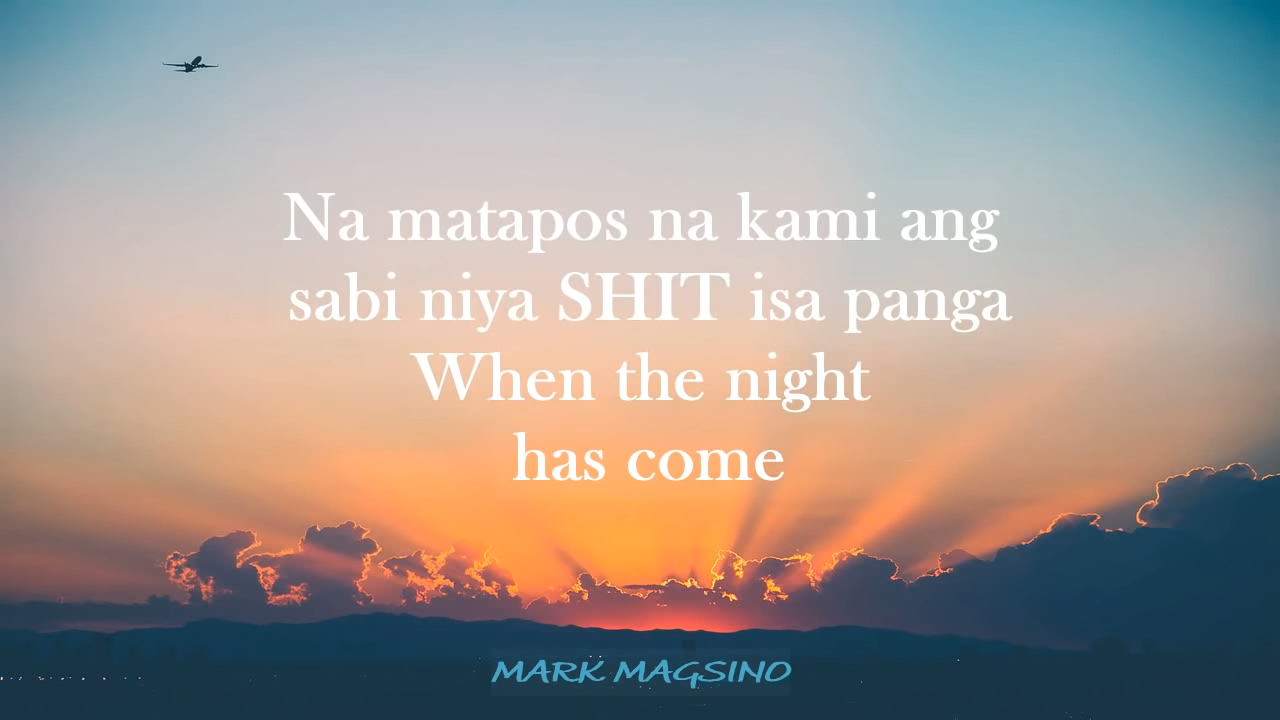 Na matapos na kami ang
sabi niya SHIT isa panga
When the night
has come
MARK MAGSINO